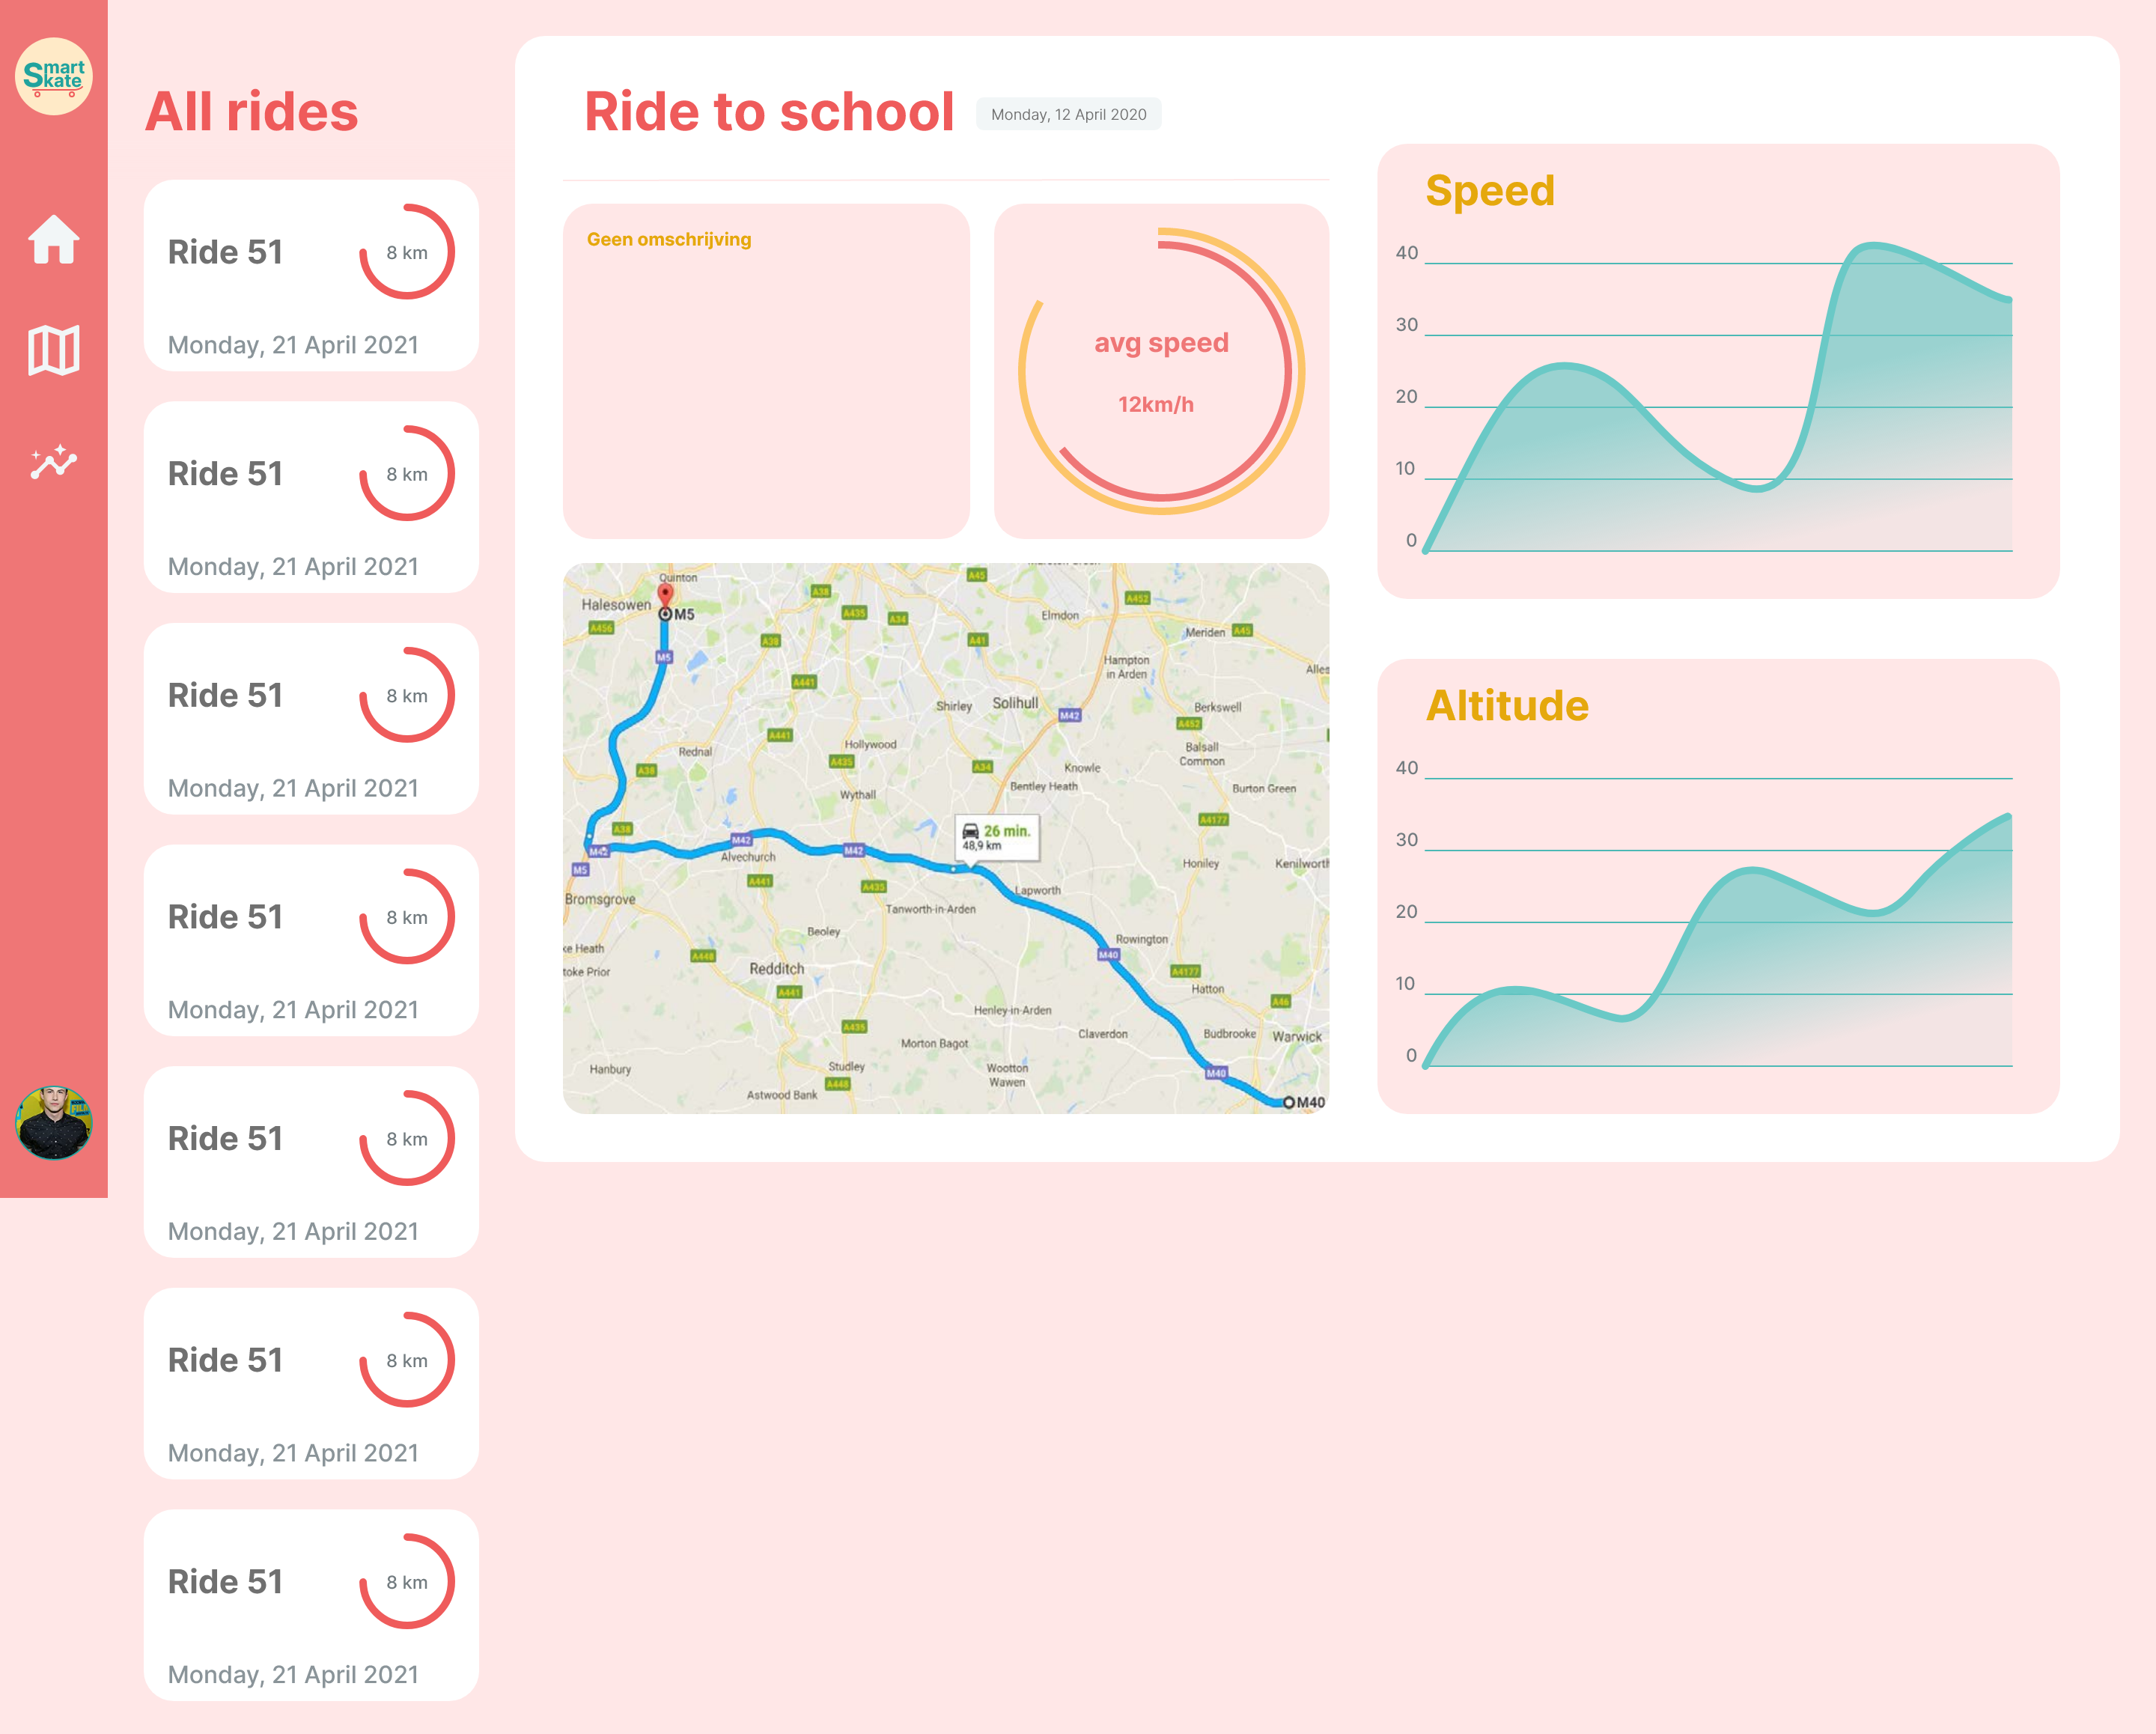 Smart
Skate
All rides
Ride 51
8 km
Monday, 21 April 2021
Ride 51
8 km
Monday, 21 April 2021
Ride 51
8 km
Monday, 21 April 2021
Ride 51
8 km
Monday, 21 April 2021
Ride 51
8 km
Monday, 21 April 2021
Ride 51
8 km
Monday, 21 April 2021
Ride 51
8 km
Monday, 21 April 2021
Ride to school
Monday, 12 April 2020
Geen omschrijving
avg speed
12km/h
Quinton
Halesowen
M5
A456
M5
A38
A435
A34
A45
A41
A452
Elmdon
Meriden
A45
A38
A441
Hampton
in Arden
Alles
Shirley
Solihull
M42
Berkswell
A452
Rednal
A441
Hollywood
A435
A34
Balsall
Common
Knowle
A38
Wythall
Bentley Heath
Burton Green
A38
26 min.
48,9 km
A4177
M42
M42
Alvechurch
M42
M5
A441
A435
Honiley
Kenilworth
Bromsgrove
Tanworth-in-Arden
Lapworth
Beoley
Rowington
ke Heath
A448
M40
toke Prior
Redditch
A4177
A441
Hatton
A46
Henley-in-Arden
A435
Claverdon
Budbrooke
Warwick
Morton Bagot
Hanbury
Studley
A448
Wootton
Wawen
M40
Astwood Bank
M40
Speed
40
30
20
10
0
Altitude
40
30
20
10
0